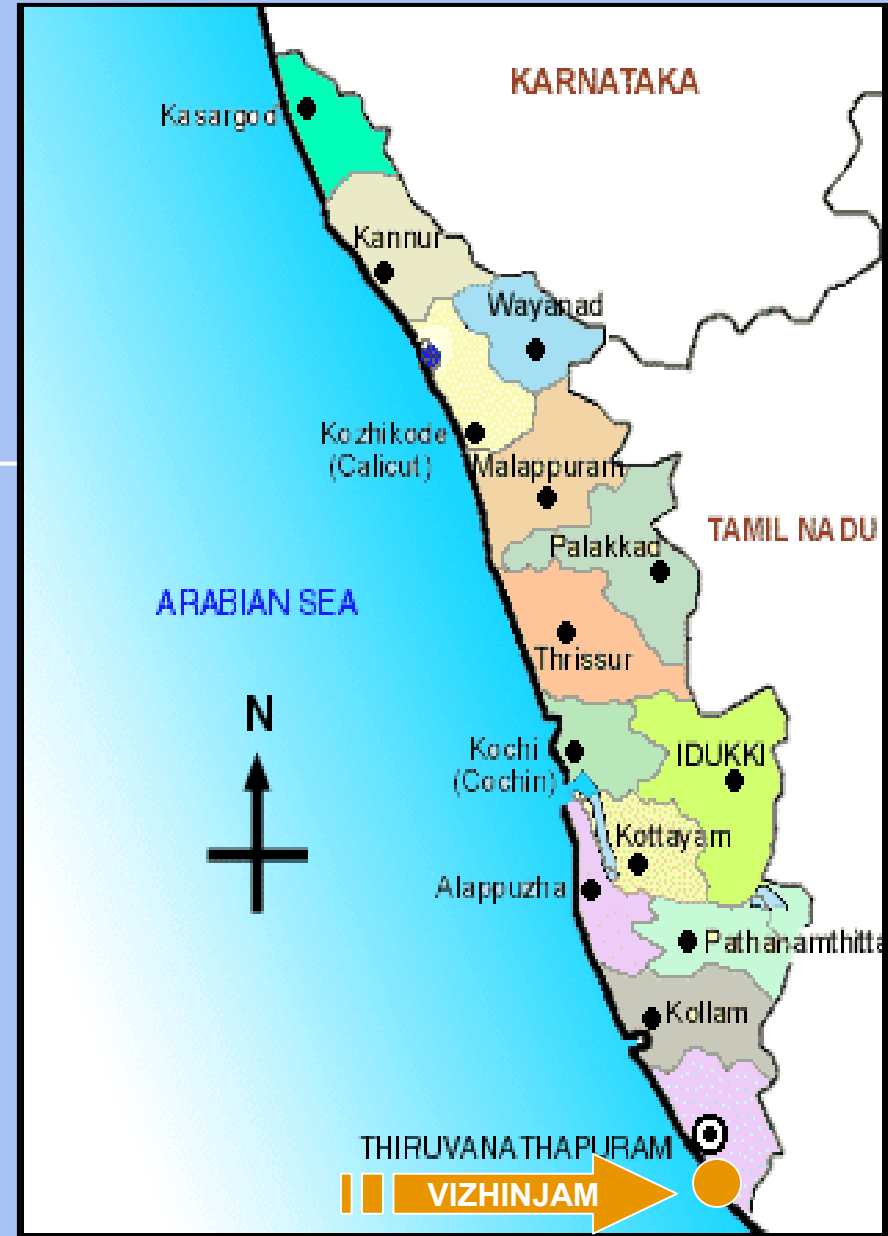 KARNATAKA
Kasargod
Kannur
Wayanad
Kozhikode
(Calicut)
Malappuram
TAMIL NADU
Palakkad
ARABIAN SEA
Thrissur
N
Kochi
(Cochin)
IDUKKI
Kottayam
Alappuzha
Pathanamthitta
Kollam
THIRUVANATHAPURAM
VIZHINJAM